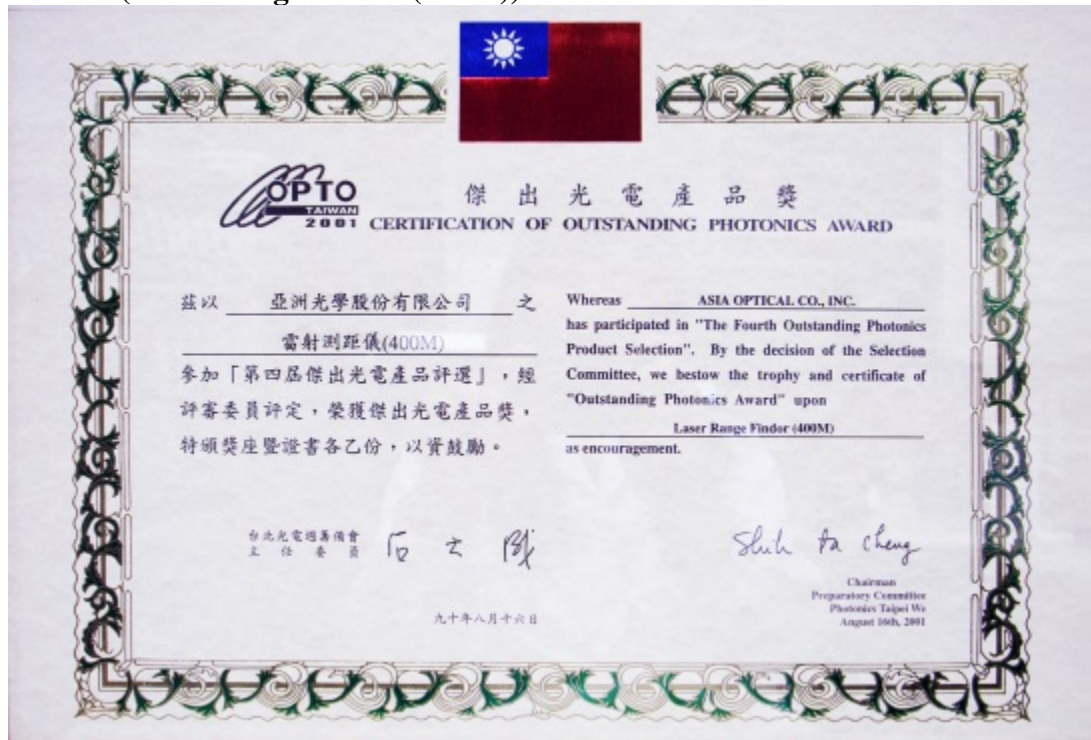 OPTO
TAIWAN
2001
傑出光電產品獎
CERTIFICATION OF OUTSTANDING PHOTONICS AWARD
茲以 亞洲光學股份有限公司 之
雷射測距儀(400M)
參加「第四屆傑出光電產品評選」，經
評審委員評定，榮獲傑出光電產品獎，
特頒獎座暨證書各乙份，以資鼓勵。
台北光電週籌備會
主任委員
九十年八月十六日
Whereas ASIA OPTICAL CO., INC.
has participated in "The Fourth Outstanding Photonics
Product Selection". By the decision of the Selection
Committee, we bestow the trophy and certificate of
"Outstanding Photonics Award" upon
Laser Range Findor (400M)
as encouragement.
Shih ta Cheng
Chairman
Preparatory Committee
Photonics Taipei We
August 16th, 2001